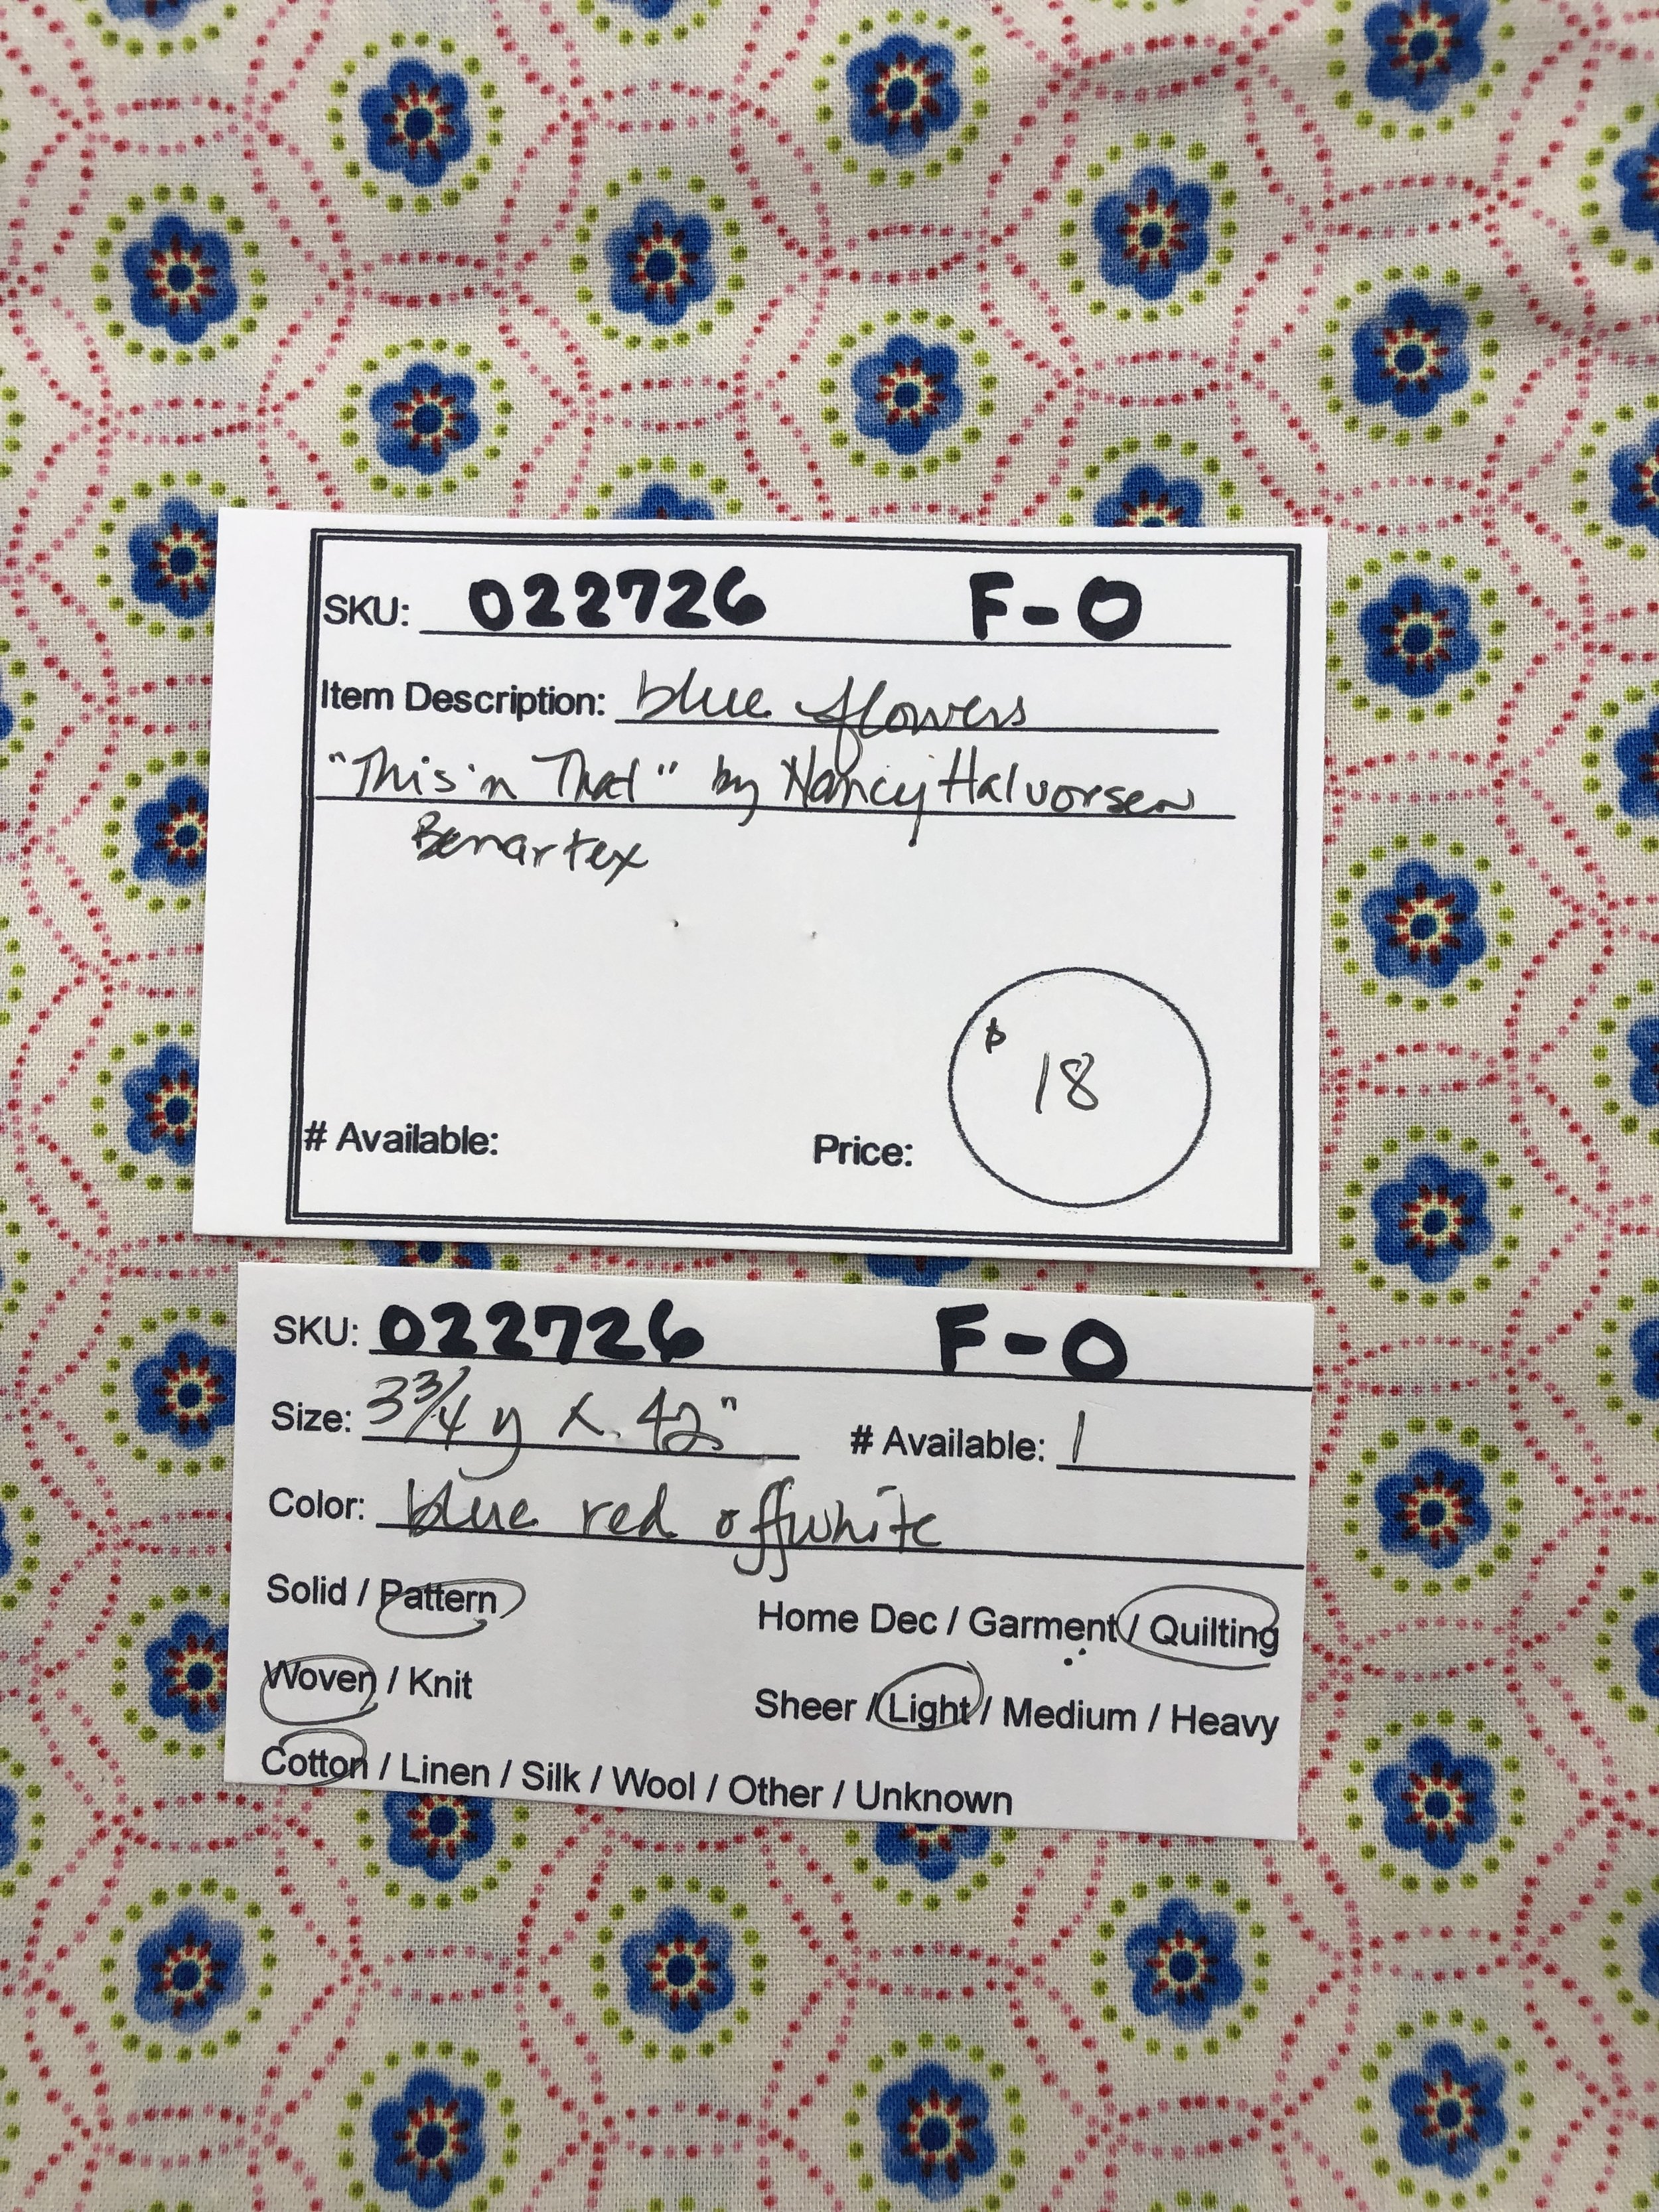 SKU: 022726 F-O
Item Description: blue flowers
"This 'n That" by Nancy Halvorsen
Benartex
$ 18
# Available: Price:
SKU: 022726 F-O
Size: 3 3/4 y x 42" # Available: 1
Color: blue red offwhite
Solid / Pattern Home Dec / Garment / Quilting
Woven / Knit Sheer / Light / Medium / Heavy
Cotton / Linen / Silk / Wool / Other / Unknown